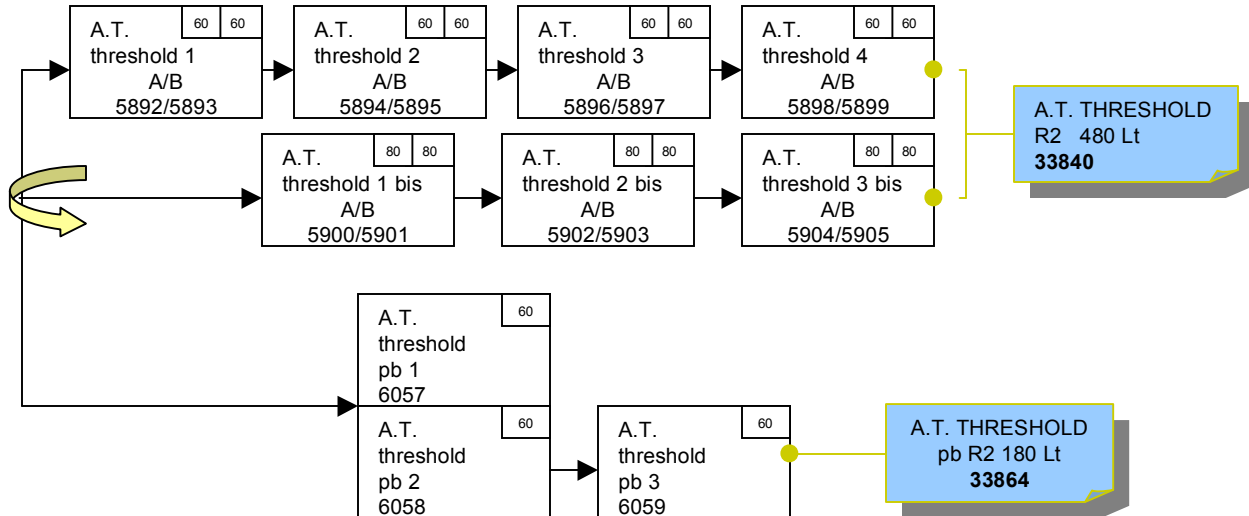 A.T. 60 60
threshold 1
A/B
5892/5893
A.T. 60 60
threshold 2
A/B
5894/5895
A.T. 60 60
threshold 3
A/B
5896/5897
A.T. 60 60
threshold 4
A/B
5898/5899
A.T. THRESHOLD
R2 480 Lt
33840
A.T. 80 80
threshold 1 bis
A/B
5900/5901
A.T. 80 80
threshold 2 bis
A/B
5902/5903
A.T. 80 80
threshold 3 bis
A/B
5904/5905
A.T. 60
threshold
pb 1
6057
A.T. 60
threshold
pb 2
6058
A.T. 60
threshold
pb 3
6059
A.T. THRESHOLD
pb R2 180 Lt
33864